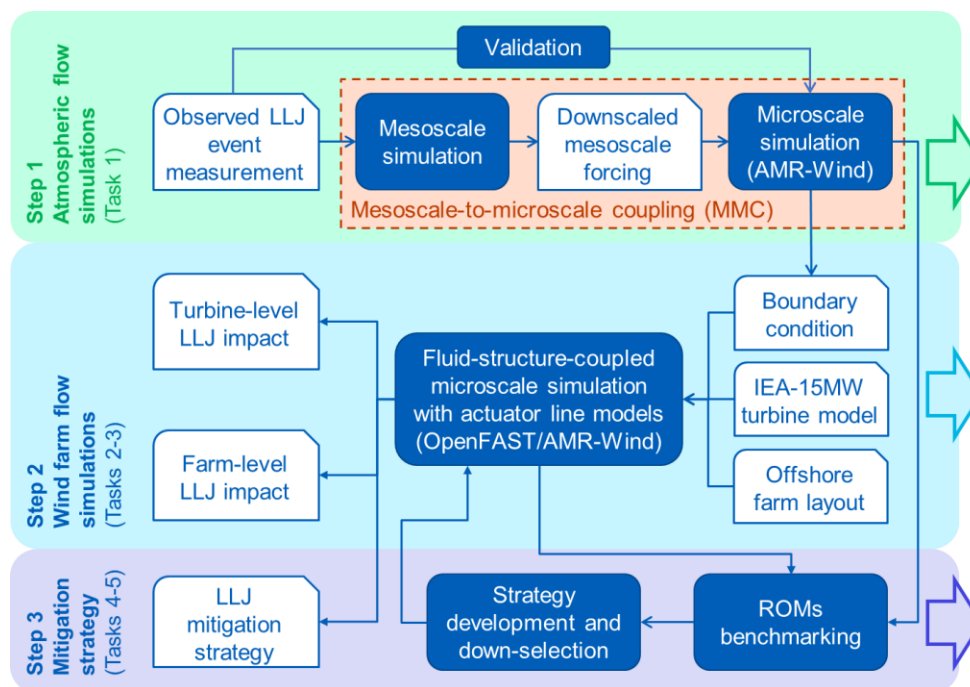 Step 1
Atmospheric flow
simulations
(Task 1)
Validation
Observed LLJ
event
measurement
Mesoscale
simulation
Downscaled
mesoscale
forcing
Microscale
simulation
(AMR-Wind)
Mesoscale-to-microscale coupling (MMC)
Step 2
Wind farm flow
simulations
(Tasks 2-3)
Turbine-level
LLJ impact
Farm-level
LLJ impact
Fluid-structure-coupled
microscale simulation
with actuator line models
(OpenFAST/AMR-Wind)
Boundary
condition
IEA-15MW
turbine model
Offshore
farm layout
Step 3
Mitigation
strategy
(Tasks 4-5)
LLJ
mitigation
strategy
Strategy
development and
down-selection
ROMs
benchmarking